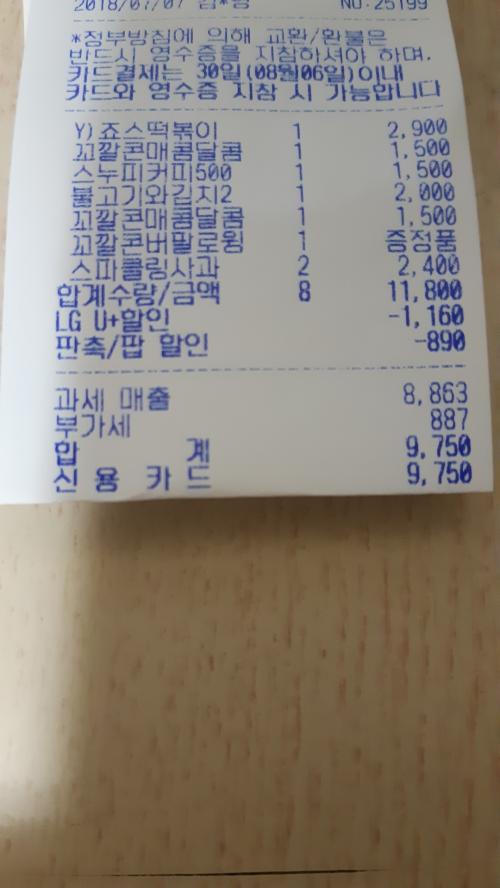 2018/07/07 김*정 NO.25199
*정부방침에 의해 교환/환불은
반드시 영수증을 지참하셔야 하며,
카드결제는 30일(08월06일)이내
카드와 영수증 지참 시 가능합니다
Y)죠스떡볶이 1 2,900
꼬깔콘매콤달콤 1 1,500
스누피커피500 1 1,500
불고기와김치2 1 2,000
꼬깔콘매콤달콤 1 1,500
꼬깔콘버팔로윙 1 증정품
스파클링사과 2 2,400
합계수량/금액 8 11,800
LG U+할인 -1,160
판촉/팝 할인 -890
과세 매출 8,863
부가세 887
합 계 9,750
신 용 카 드 9,750